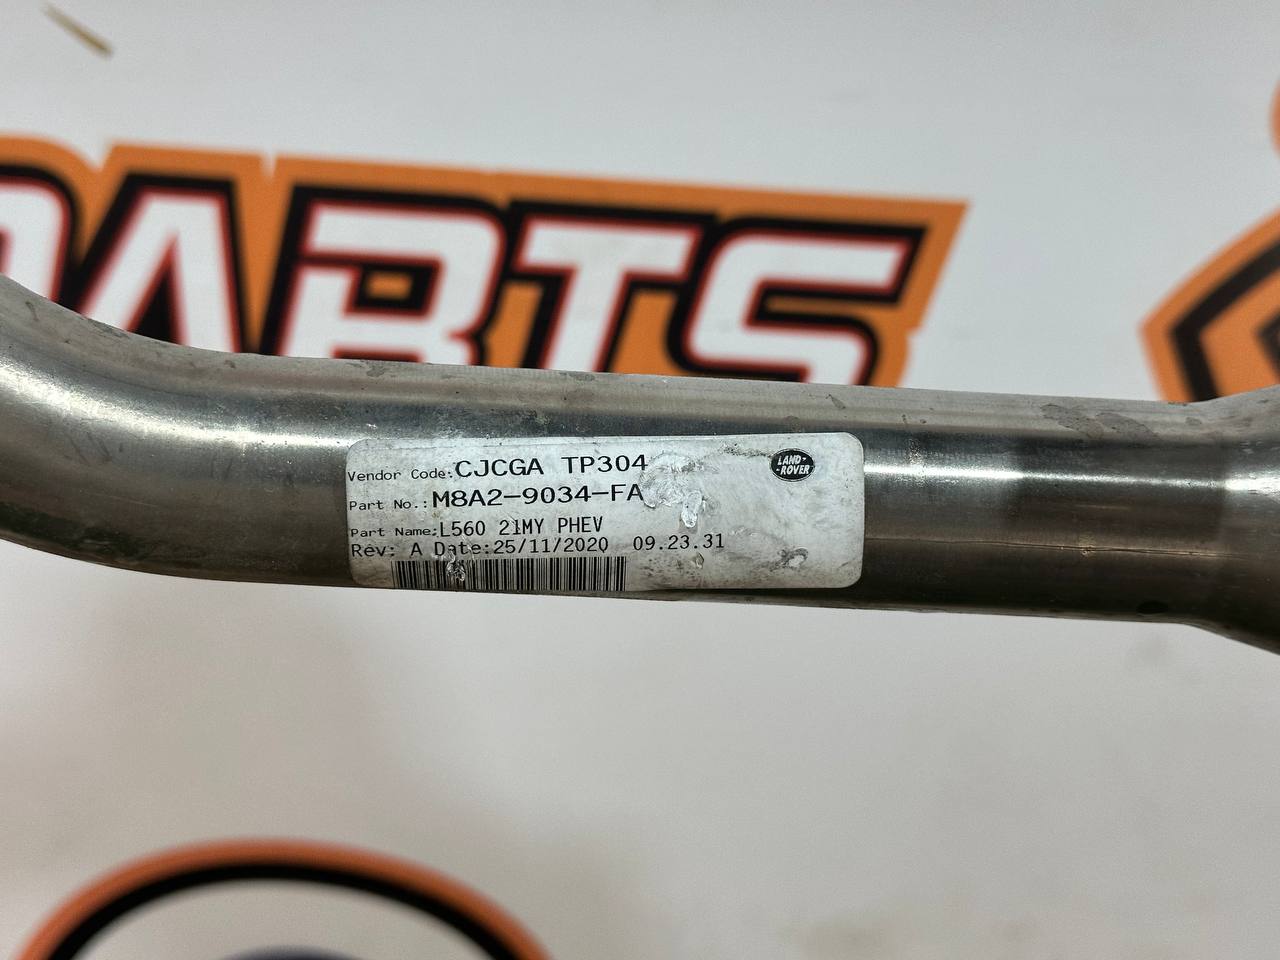 PARTS
Vendor Code:CJCGA TP304
LAND-
-ROVER
Part No.:M8A2-9034-FA
Part Name:L560 21MY PHEV
Rev: A Date:25/11/2020 09.23.31